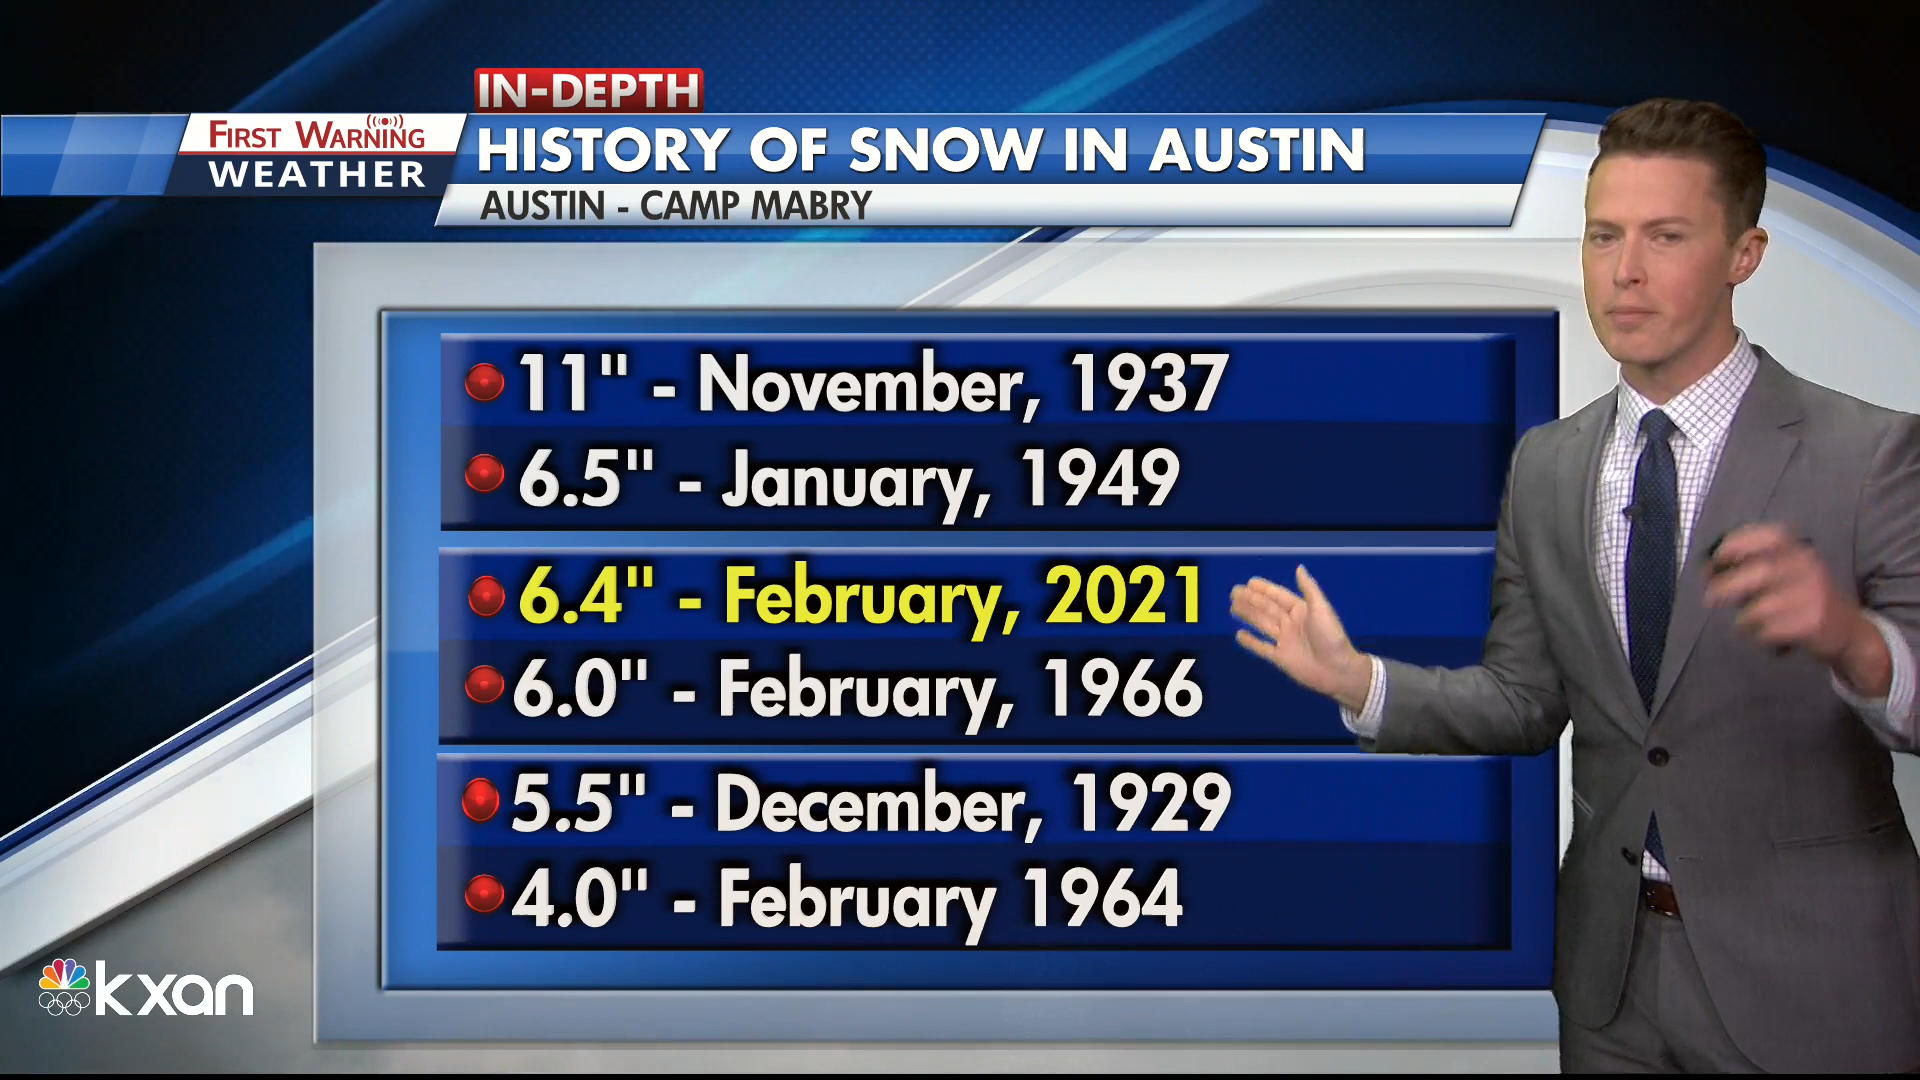 IN-DEPTH
FIRST WARNING
WEATHER
HISTORY OF SNOW IN AUSTIN
AUSTIN - CAMP MABRY
11" - November, 1937
6.5" - January, 1949
6.4" - February, 2021
6.0" - February, 1966
5.5" - December, 1929
4.0" - February 1964
kxan